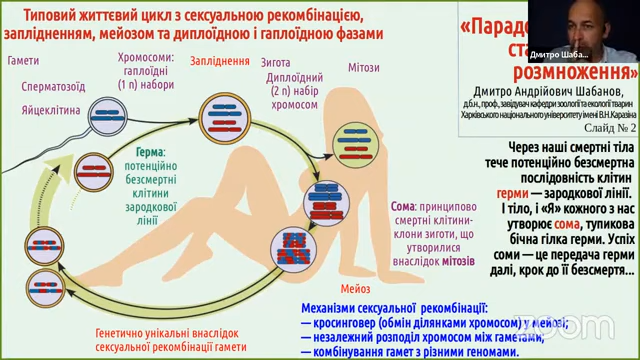 Типовий життєвий цикл з сексуальною рекомбінацією,
заплідненням, мейозом та диплоїдною і гаплоїдною фазами
Гамети
Сперматозоїд
Яйцеклітина
Хромосоми:
гаплоїдні
(1 n) набори
Запліднення
Зигота
Диплоїдний
(2 n) набір
хромосом
Мітози
Герма:
потенційно
безсмертні
клітини
зародкової
лінії
Сома: принципово
смертні клітини-
клони зиготи, що
утворилися
внаслідок мітозів
Мейоз
Генетично унікальні внаслідок
сексуальної рекомбінації гамети
Механізми сексуальної рекомбінації:
— кросинговер (обмін ділянками хромосом) у мейозі;
— незалежний розподіл хромосом між гаметами;
— комбінування гамет з різними геномами.
Дмитро Шаба...
розмноження»
Дмитро Андрійович Шабанов,
д.б.н., проф., завідувач кафедри зоології та екології тварин
Харківського національного університету імені В.Н.Каразіна
Слайд № 2
Через наші смертні тіла
тече потенційно безсмертна
послідовність клітин
герми — зародкової лінії.
І тіло, і «Я» кожного з нас
утворює сома, тупикова
бічна гілка герми. Успіх
соми — це передача герми
далі, крок до її безсмертя...
zoom